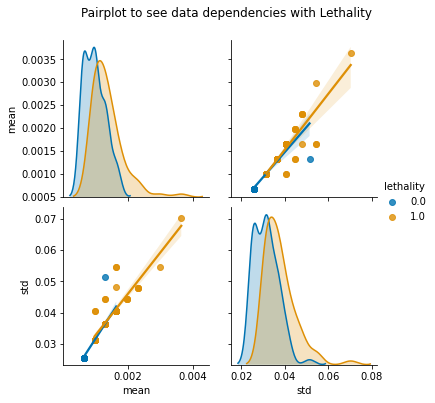 Pairplot to see data dependencies with Lethality
0.0035
0.0030
0.0025
0.0020
0.0015
0.0010
0.0005
mean
lethality
0.0
1.0
0.07
0.06
0.05
0.04
0.03
std
0.002 0.004
mean
0.02 0.04 0.06 0.08
std